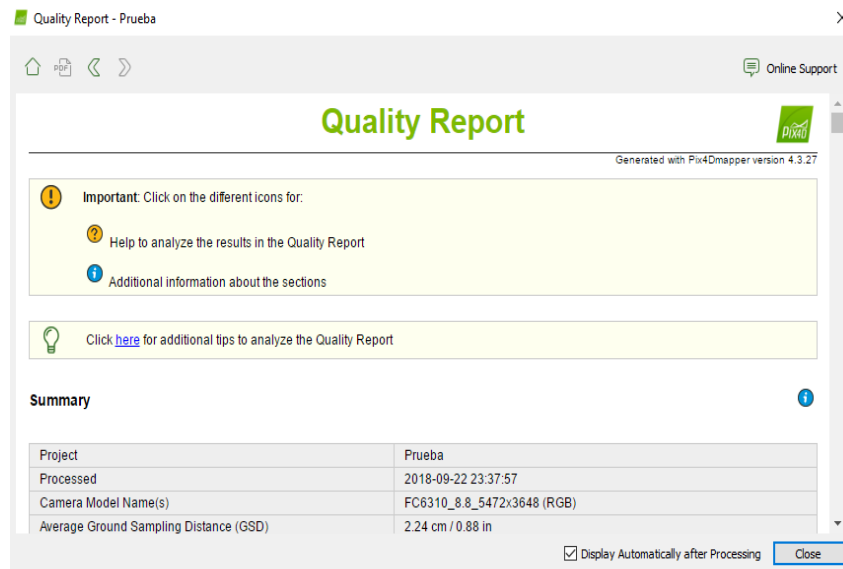 Quality Report - Prueba
PDF
Online Support
Quality Report
PIX4D
Generated with Pix4Dmapper version 4.3.27
! Important: Click on the different icons for:
? Help to analyze the results in the Quality Report
i Additional information about the sections
Click here for additional tips to analyze the Quality Report
Summary i
Project Prueba
Processed 2018-09-22 23:37:57
Camera Model Name(s) FC6310_8.8_5472x3648 (RGB)
Average Ground Sampling Distance (GSD) 2.24 cm / 0.88 in
Display Automatically after Processing Close